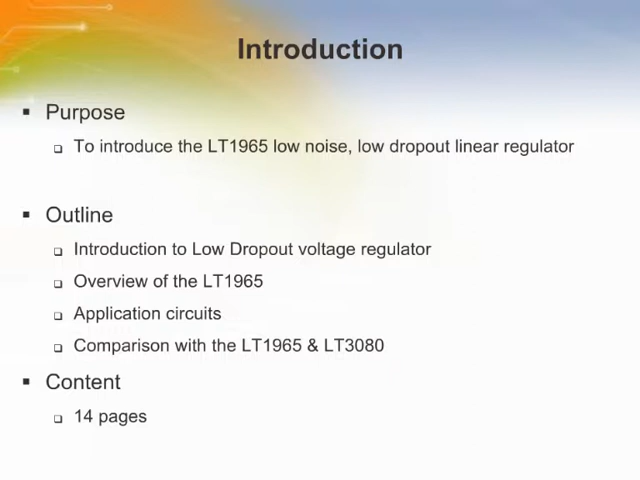 Introduction
Purpose
To introduce the LT1965 low noise, low dropout linear regulator
Outline
Introduction to Low Dropout voltage regulator
Overview of the LT1965
Application circuits
Comparison with the LT1965 & LT3080
Content
14 pages